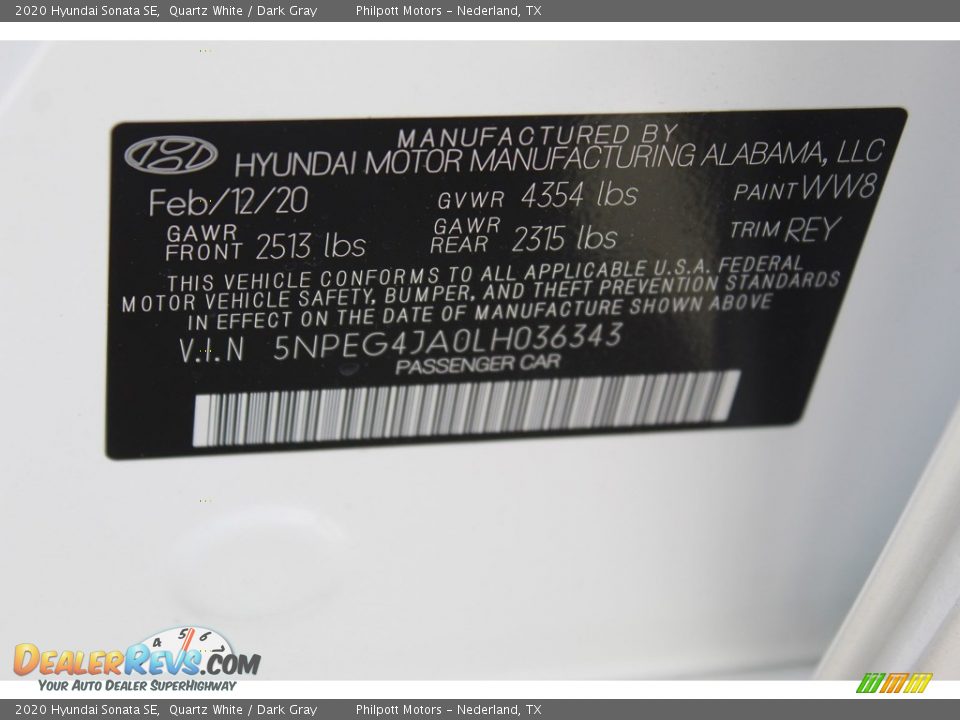 2020 Hyundai Sonata SE, Quartz White / Dark Gray Philpott Motors – Nederland, TX
MANUFACTURED BY
HYUNDAI MOTOR MANUFACTURING ALABAMA, LLC
Feb/12/20 GVWR 4354 lbs PAINT WW8
GAWR FRONT 2513 lbs GAWR REAR 2315 lbs TRIM REY
THIS VEHICLE CONFORMS TO ALL APPLICABLE U.S.A. FEDERAL
MOTOR VEHICLE SAFETY, BUMPER, AND THEFT PREVENTION STANDARDS
IN EFFECT ON THE DATE OF MANUFACTURE SHOWN ABOVE
V.I.N 5NPEG4JA0LH036343
PASSENGER CAR
4 5 6 7
DEALERREVS.COM
YOUR AUTO DEALER SUPERHIGHWAY
2020 Hyundai Sonata SE, Quartz White / Dark Gray Philpott Motors – Nederland, TX